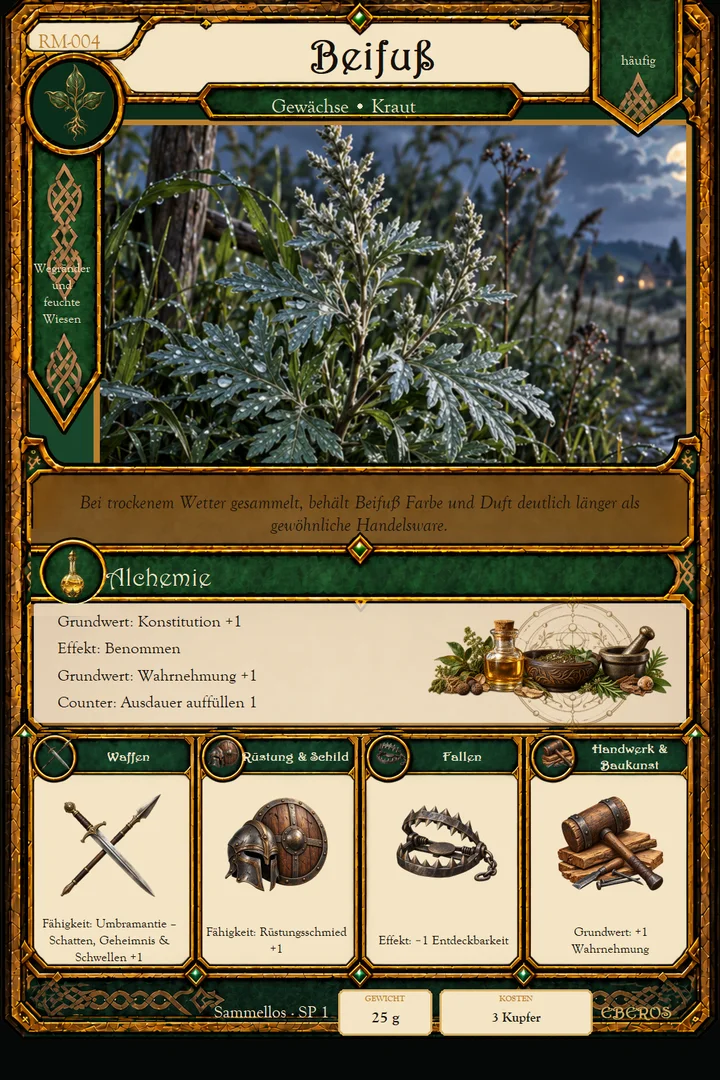 RM-004
Beifuß
häufig
Gewächse • Kraut
Wegränder
und
feuchte
Wiesen
Bei trockenem Wetter gesammelt, behält Beifuß Farbe und Duft deutlich länger als
gewöhnliche Handelsware.
Alchemie
Grundwert: Konstitution +1
Effekt: Benommen
Grundwert: Wahrnehmung +1
Counter: Ausdauer auffüllen 1
Waffen
Rüstung & Schild
Fallen
Handwerk &
Baukunst
Fähigkeit: Umbramantie –
Schatten, Geheimnis &
Schwellen +1
Fähigkeit: Rüstungsschmied
+1
Effekt: −1 Entdeckbarkeit
Grundwert: +1
Wahrnehmung
Sammellos · SP 1
GEWICHT
25 g
KOSTEN
3 Kupfer
EBEROS